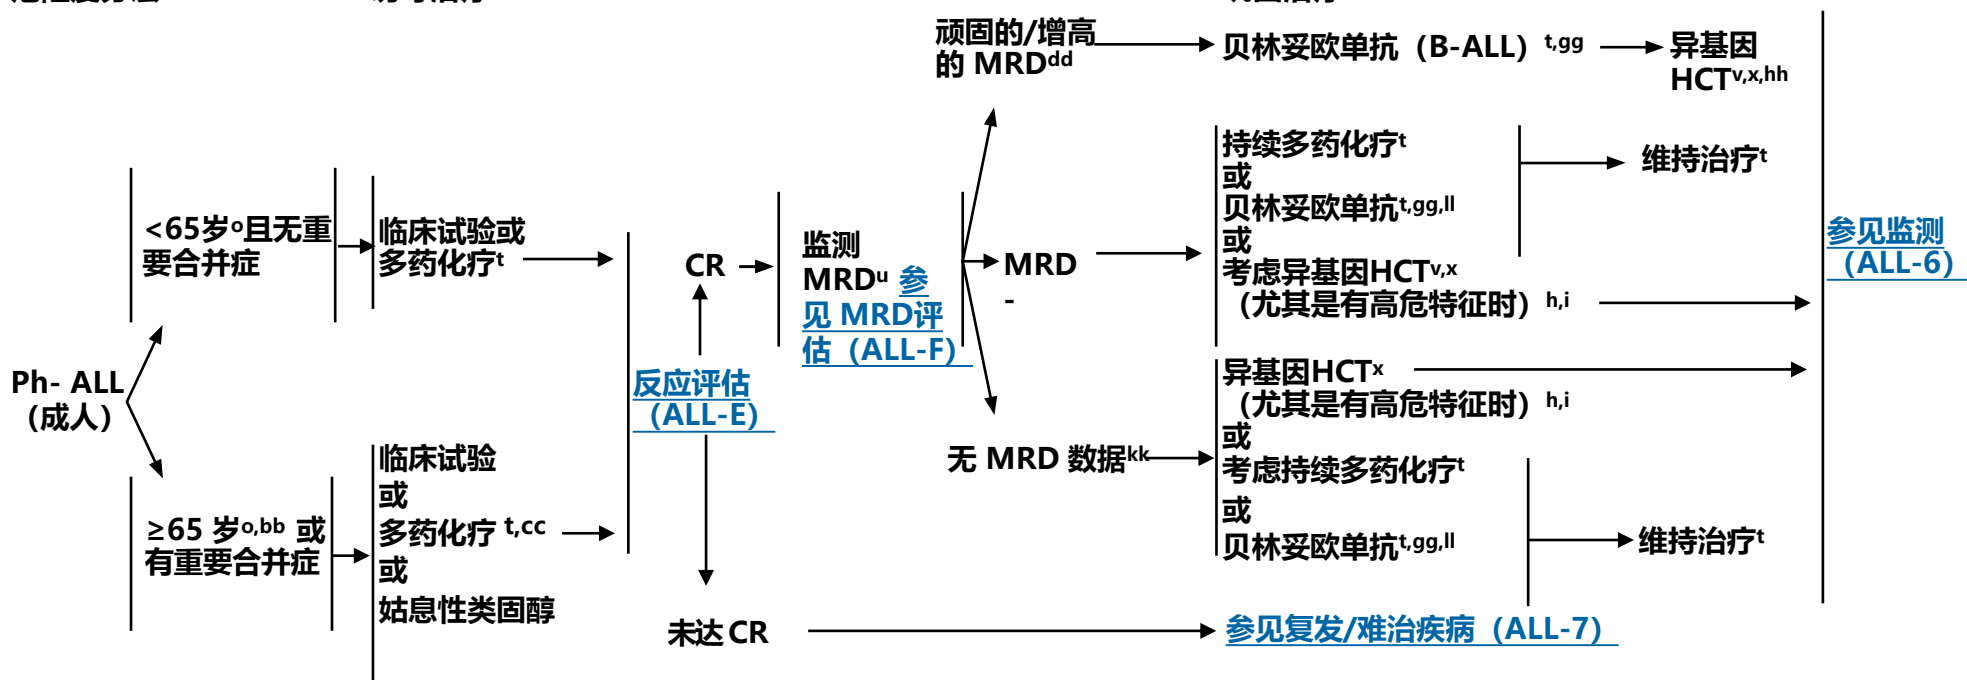 顽固的/增高
的 MRDdd
贝林妥欧单抗（B-ALL）t,gg
异基因
HCTv,x,hh
持续多药化疗t
或
贝林妥欧单抗t,gg,ll
或
考虑异基因HCTv,x
（尤其是有高危特征时）h,i
维持治疗t
<65岁o且无重
要合并症
临床试验或
多药化疗t
CR
监测
MRDu 参
见 MRD评
估（ALL-F）
MRD
-
参见监测
（ALL-6）
Ph- ALL
（成人）
反应评估
（ALL-E）
异基因HCTx
（尤其是有高危特征时）h,i
或
考虑持续多药化疗t
或
贝林妥欧单抗t,gg,ll
无 MRD 数据kk
维持治疗t
≥65 岁o,bb 或
有重要合并症
临床试验
或
多药化疗 t,cc
或
姑息性类固醇
未达 CR
参见复发/难治疾病（ALL-7）